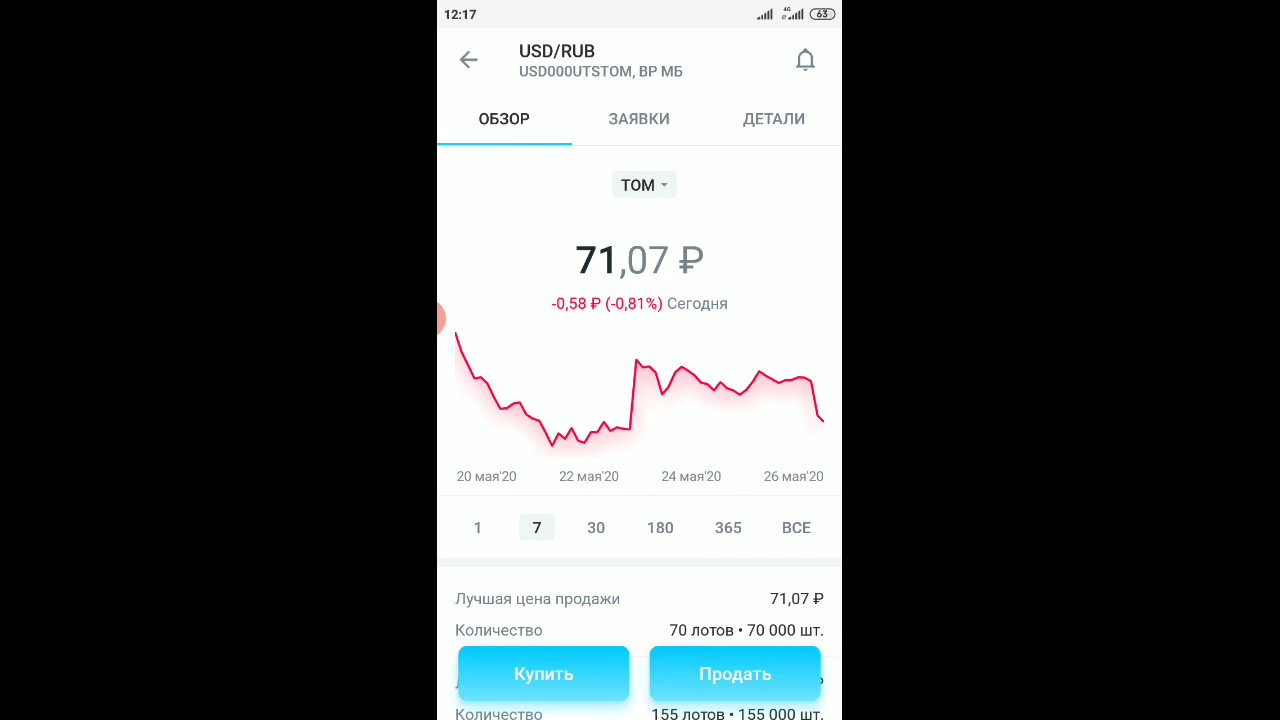 12:17
4G
63
USD/RUB
USD000UTSTOM, ВР МБ
ОБЗОР ЗАЯВКИ ДЕТАЛИ
TOM
71,07 ₽
-0,58 ₽ (-0,81%) Сегодня
20 мая'20 22 мая'20 24 мая'20 26 мая'20
1 7 30 180 365 ВСЕ
Лучшая цена продажи 71,07 ₽
Количество 70 лотов • 70 000 шт.
Купить Продать
Количество 155 лотов • 155 000 шт.